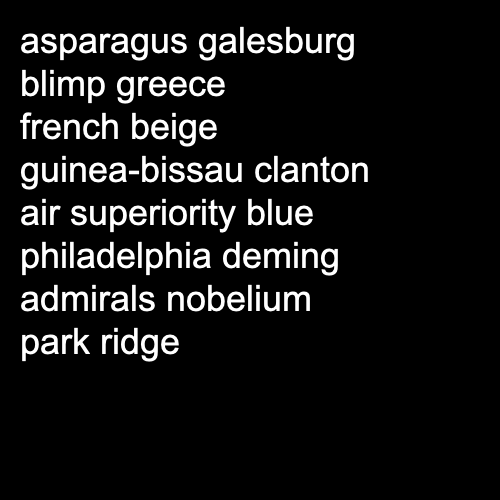 asparagus galesburg
blimp greece
french beige
guinea-bissau clanton
air superiority blue
philadelphia deming
admirals nobelium
park ridge